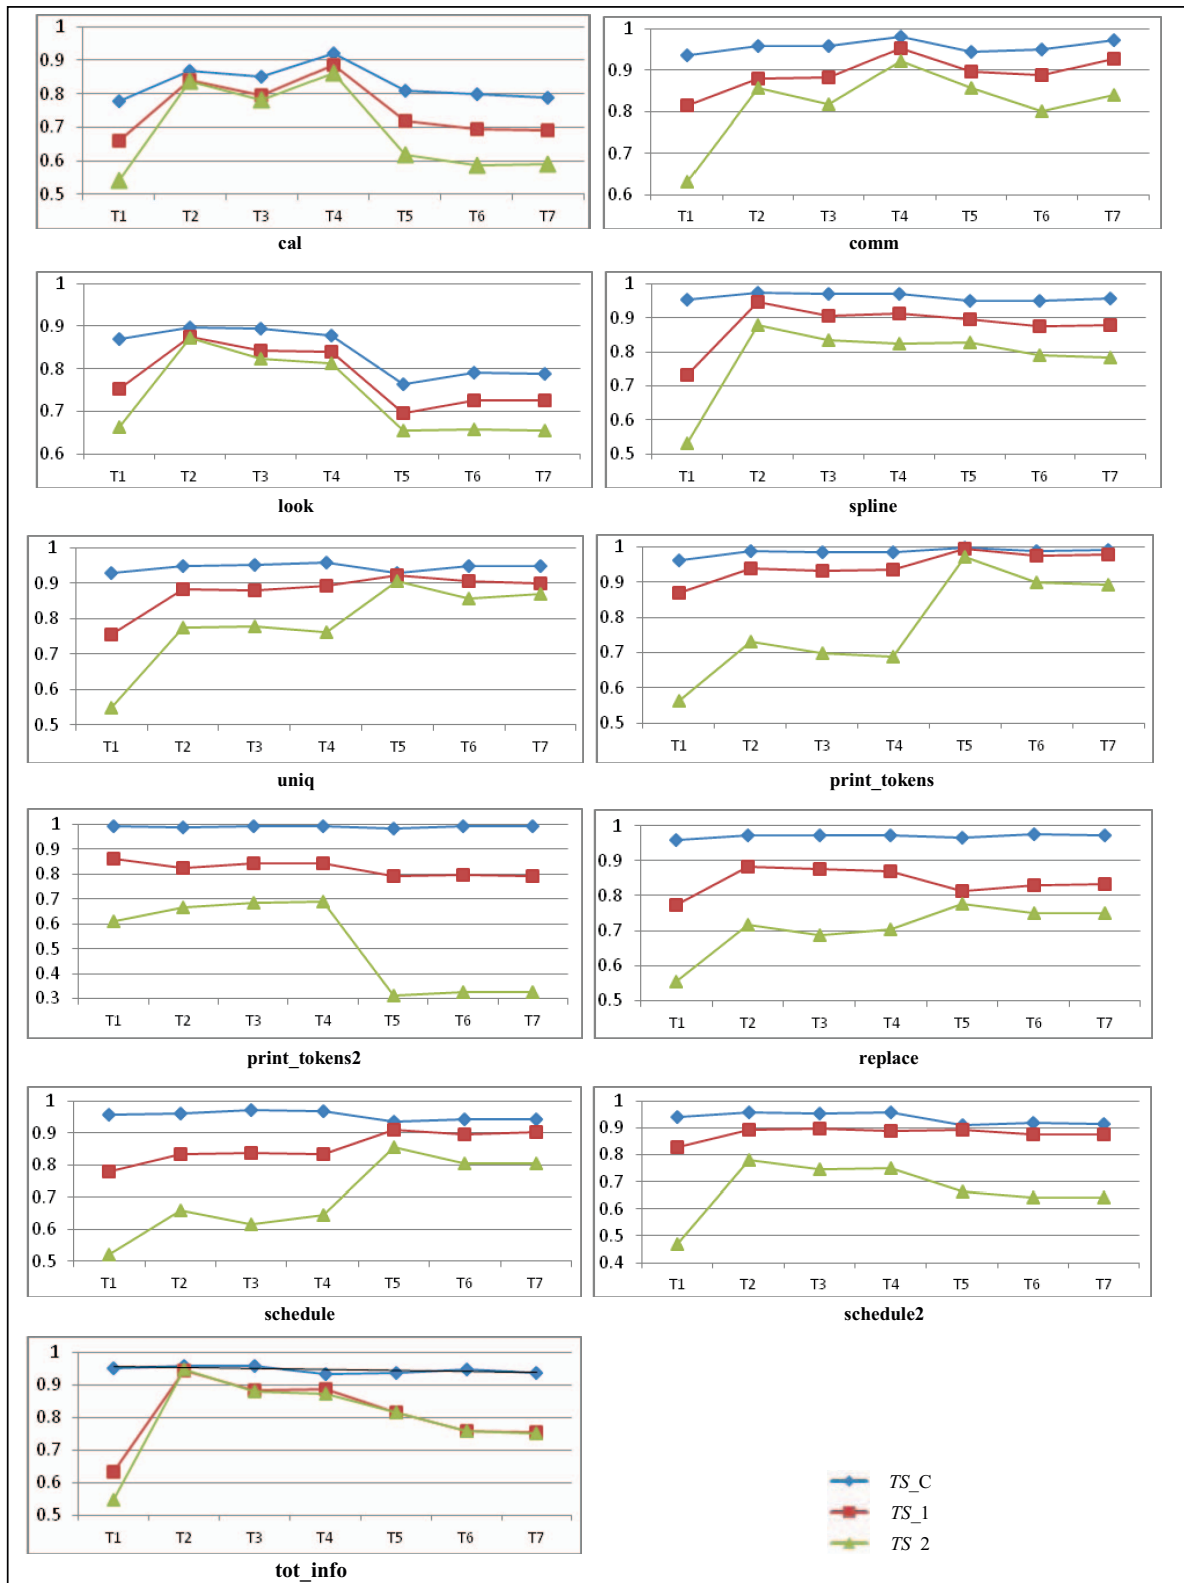 1
0.9
0.8
0.7
0.6
0.5
T1 T2 T3 T4 T5 T6 T7
cal
1
0.9
0.8
0.7
0.6
T1 T2 T3 T4 T5 T6 T7
comm
1
0.9
0.8
0.7
0.6
T1 T2 T3 T4 T5 T6 T7
look
1
0.9
0.8
0.7
0.6
0.5
T1 T2 T3 T4 T5 T6 T7
spline
1
0.9
0.8
0.7
0.6
0.5
T1 T2 T3 T4 T5 T6 T7
uniq
1
0.9
0.8
0.7
0.6
0.5
T1 T2 T3 T4 T5 T6 T7
print_tokens
1
0.9
0.8
0.7
0.6
0.5
0.4
0.3
T1 T2 T3 T4 T5 T6 T7
print_tokens2
1
0.9
0.8
0.7
0.6
0.5
T1 T2 T3 T4 T5 T6 T7
replace
1
0.9
0.8
0.7
0.6
0.5
T1 T2 T3 T4 T5 T6 T7
schedule
1
0.9
0.8
0.7
0.6
0.5
0.4
T1 T2 T3 T4 T5 T6 T7
schedule2
1
0.9
0.8
0.7
0.6
0.5
T1 T2 T3 T4 T5 T6 T7
tot_info
TS_C
TS_1
TS_2